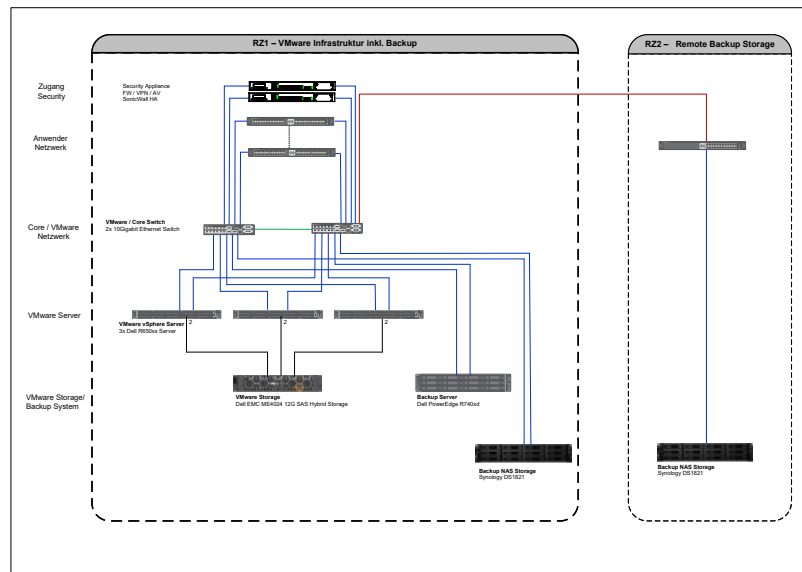 RZ1 – VMware Infrastruktur inkl. Backup
RZ2 – Remote Backup Storage
Zugang
Security
Security Appliance
FW / VPN / AV
SonicWall HA
Anwender
Netzwerk
Core / VMware
Netzwerk
VMware / Core Switch
2x 10Gigabit Ethernet Switch
VMware Server
2
2
2
VMware vSphere Server
3x Dell R650xs Server
VMware Storage/
Backup System
VMware Storage
Dell EMC ME4024 12G SAS Hybrid Storage
Backup Server
Dell PowerEdge R740xd
Backup NAS Storage
Synology DS1821
Backup NAS Storage
Synology DS1821